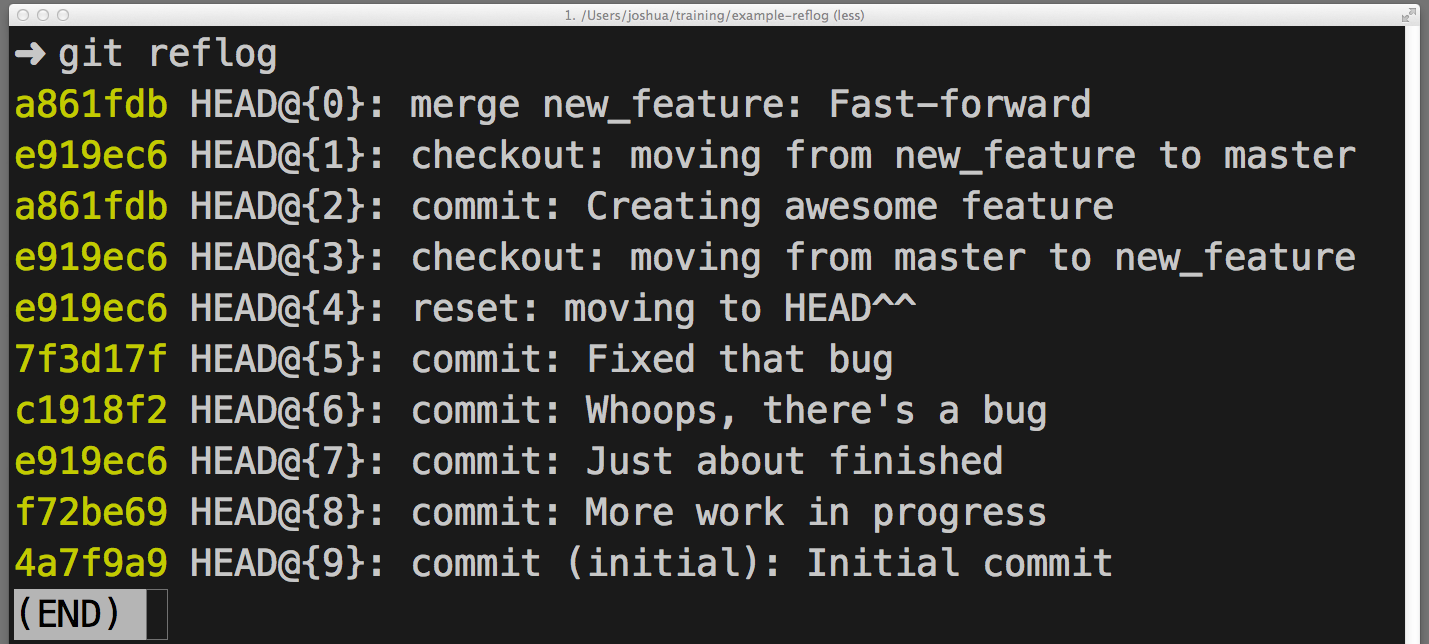 1. /Users/joshua/training/example-reflog (less)
➜ git reflog
a861fdb HEAD@{0}: merge new_feature: Fast-forward
e919ec6 HEAD@{1}: checkout: moving from new_feature to master
a861fdb HEAD@{2}: commit: Creating awesome feature
e919ec6 HEAD@{3}: checkout: moving from master to new_feature
e919ec6 HEAD@{4}: reset: moving to HEAD^^
7f3d17f HEAD@{5}: commit: Fixed that bug
c1918f2 HEAD@{6}: commit: Whoops, there's a bug
e919ec6 HEAD@{7}: commit: Just about finished
f72be69 HEAD@{8}: commit: More work in progress
4a7f9a9 HEAD@{9}: commit (initial): Initial commit
(END)